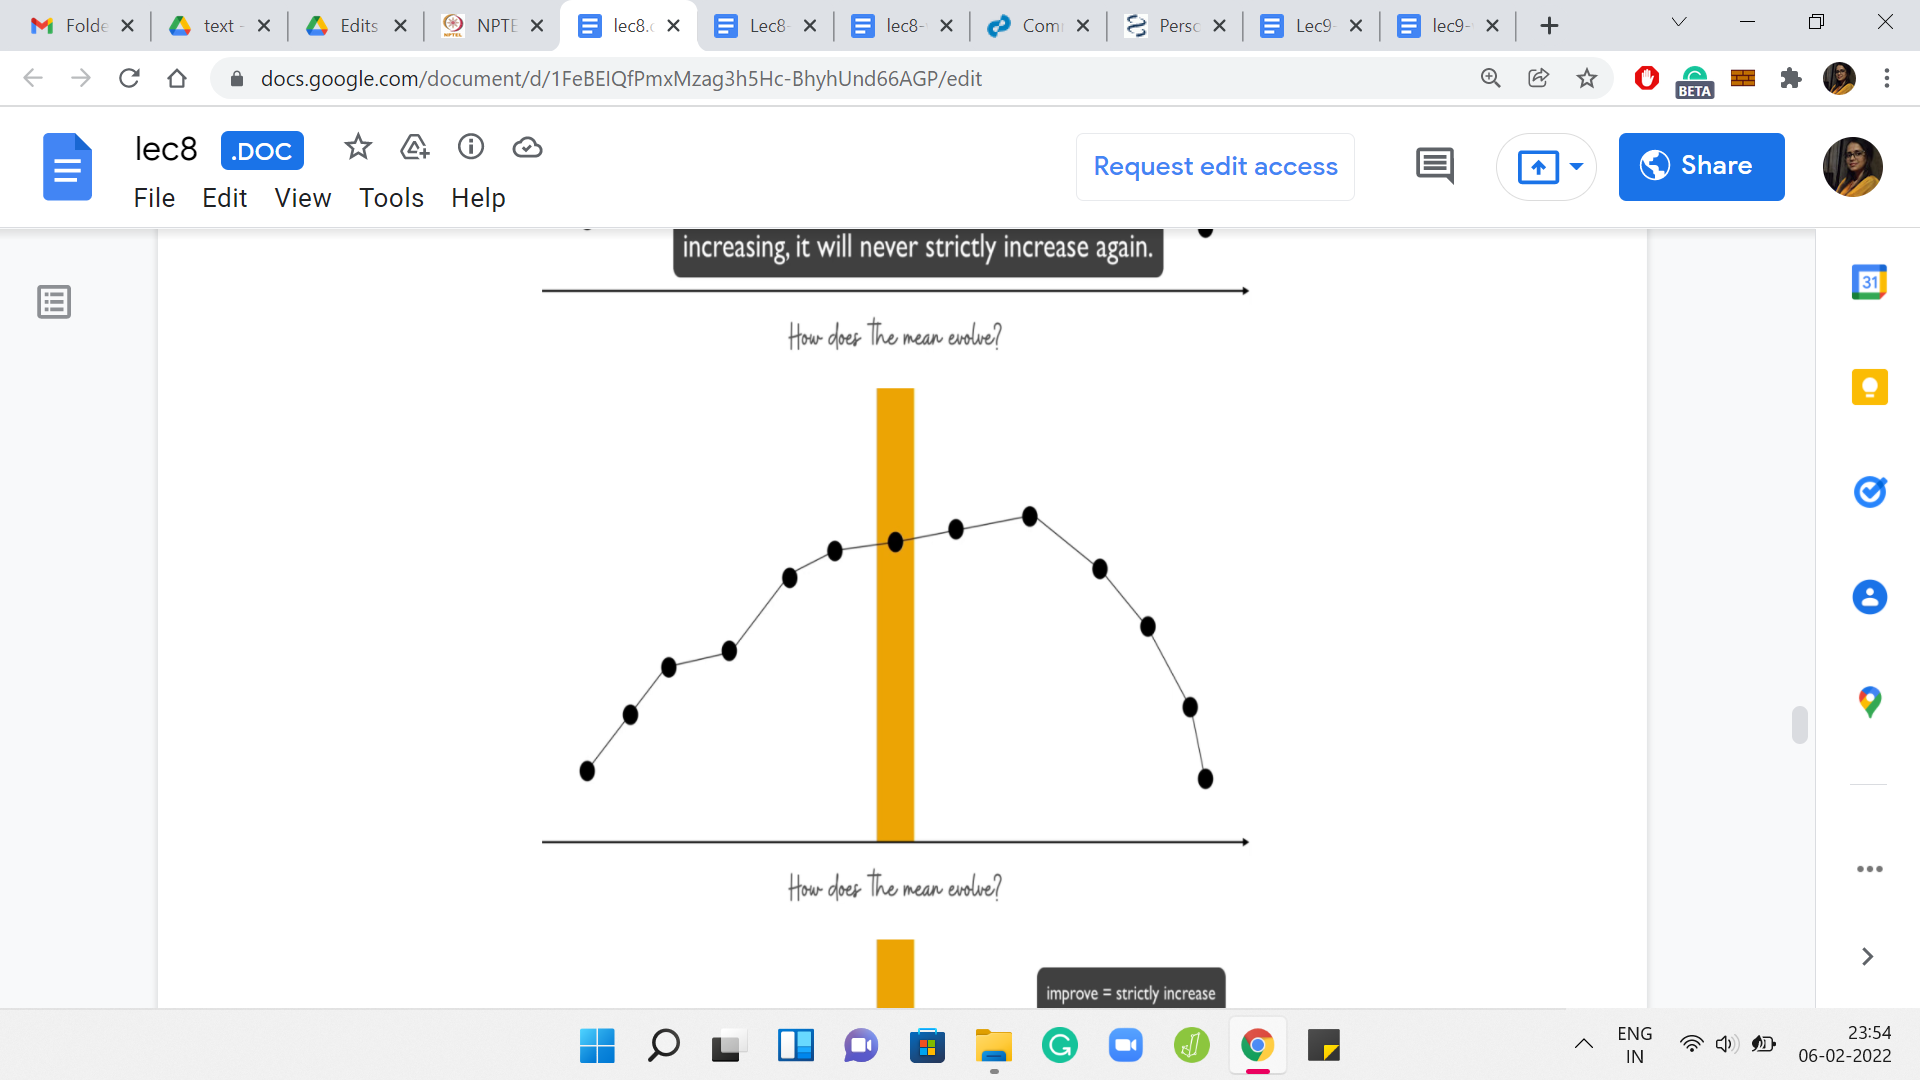 Folde
text -
Edits
NPTE
lec8.
Lec8-
lec8-
Com
Perso
Lec9-
lec9-
docs.google.com/document/d/1FeBEIQfPmxMzag3h5Hc-BhyhUnd66AGP/edit
BETA
lec8 .DOC
Request edit access
Share
File Edit View Tools Help
31
increasing, it will never strictly increase again.
How does the mean evolve?
How does the mean evolve?
improve = strictly increase
ENG
IN
23:54
06-02-2022